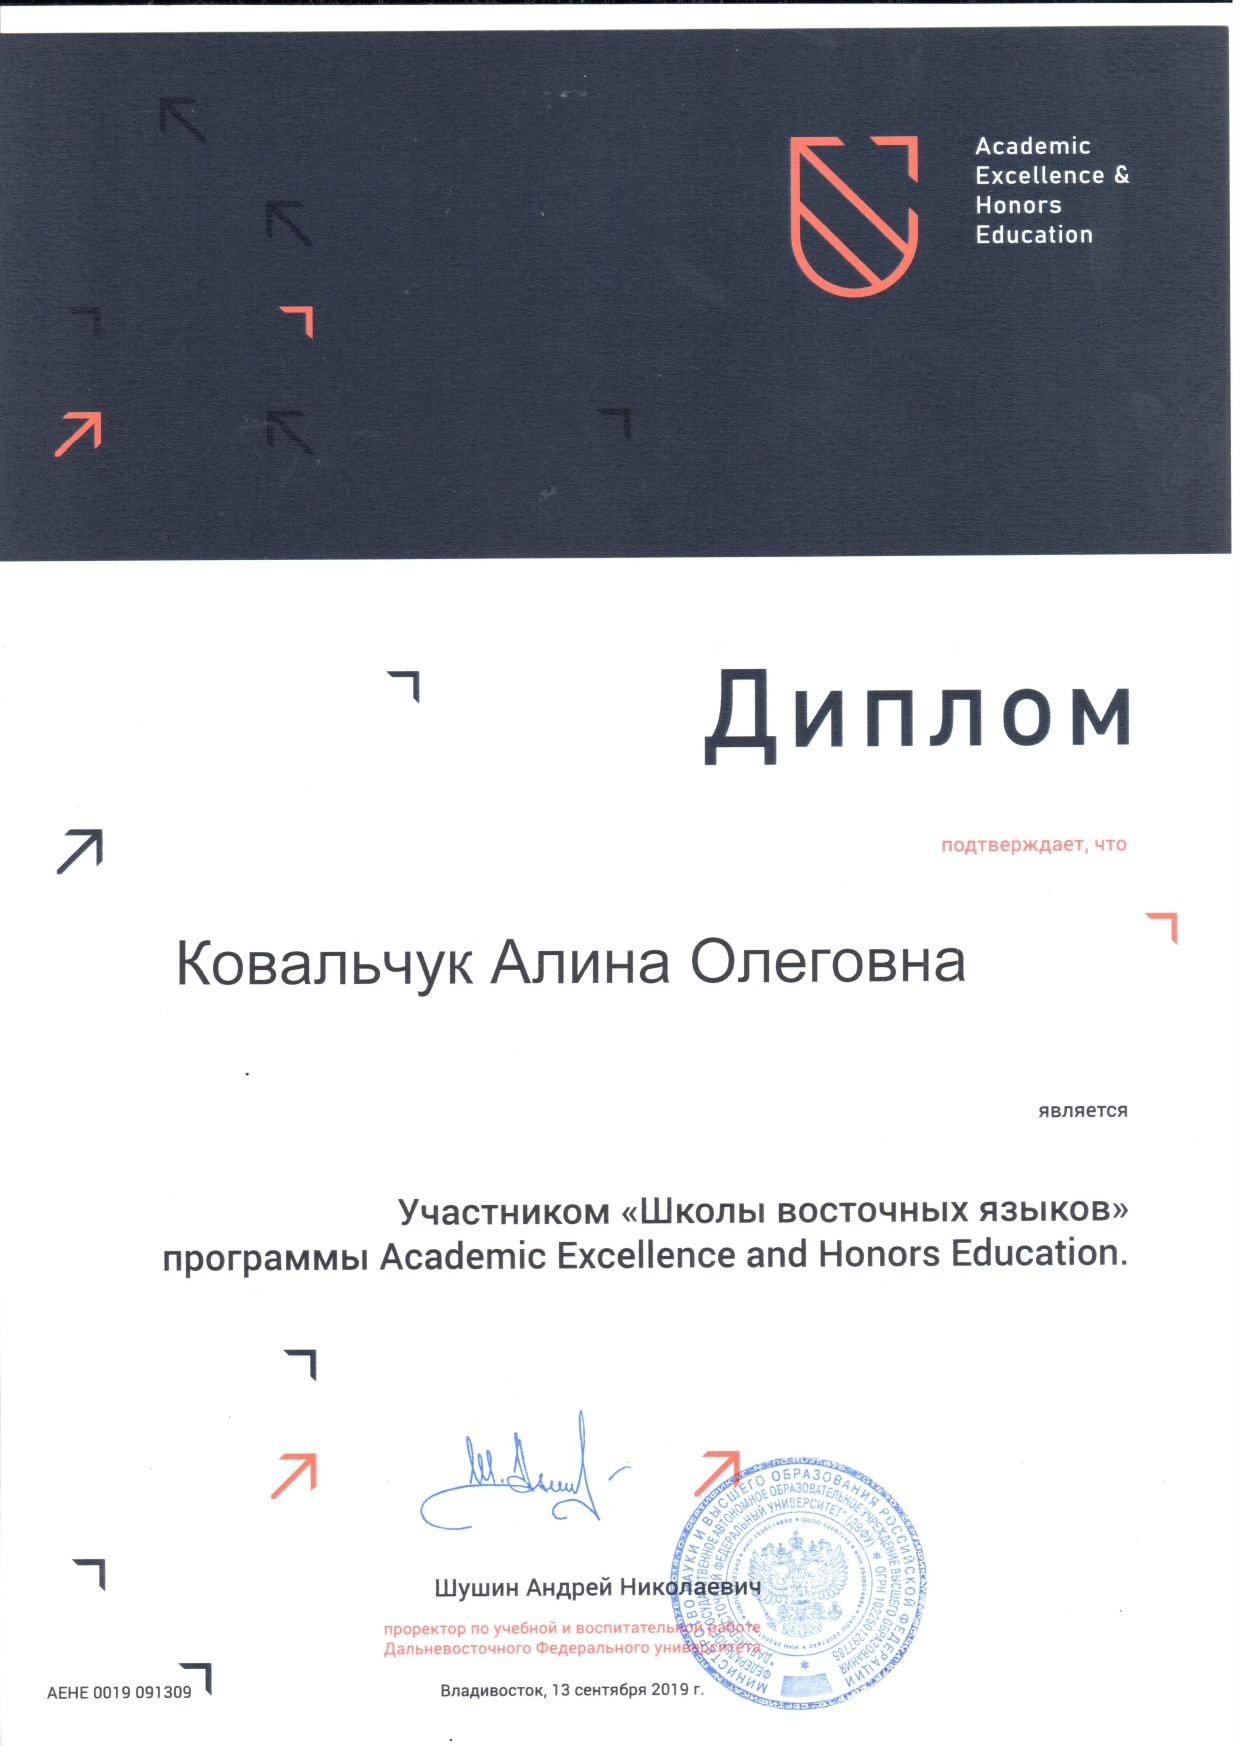 Academic
Excellence &
Honors
Education
Диплом
подтверждает, что
Ковальчук Алина Олеговна
является
Участником «Школы восточных языков»
программы Academic Excellence and Honors Education.
Шушин Андрей Николаевич
проректор по учебной и воспитательной работе
Дальневосточного Федерального университета
АЕНЕ 0019 091309
Владивосток, 13 сентября 2019 г.
МИНИСТЕРСТВО НАУКИ И ВЫСШЕГО ОБРАЗОВАНИЯ РОССИЙСКОЙ ФЕДЕРАЦИИ
ФЕДЕРАЛЬНОЕ ГОСУДАРСТВЕННОЕ АВТОНОМНОЕ ОБРАЗОВАТЕЛЬНОЕ УЧРЕЖДЕНИЕ ВЫСШЕГО ОБРАЗОВАНИЯ
"ДАЛЬНЕВОСТОЧНЫЙ ФЕДЕРАЛЬНЫЙ УНИВЕРСИТЕТ" (ДВФУ) * ОГРН 1022501297785